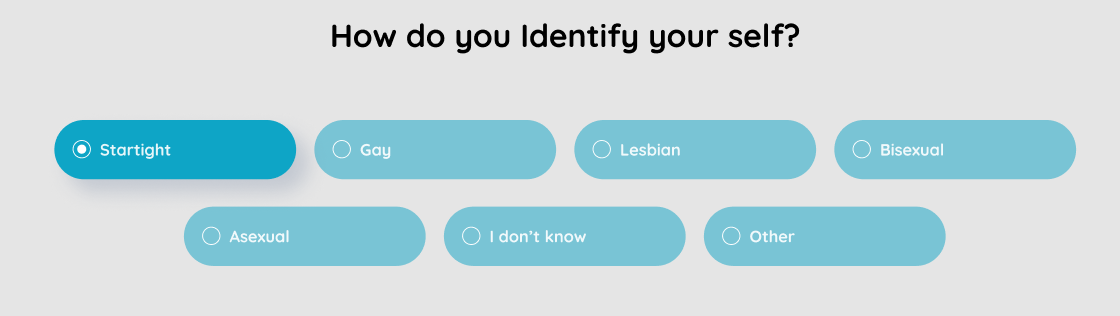 How do you Identify your self?
Startight
Gay
Lesbian
Bisexual
Asexual
I don’t know
Other